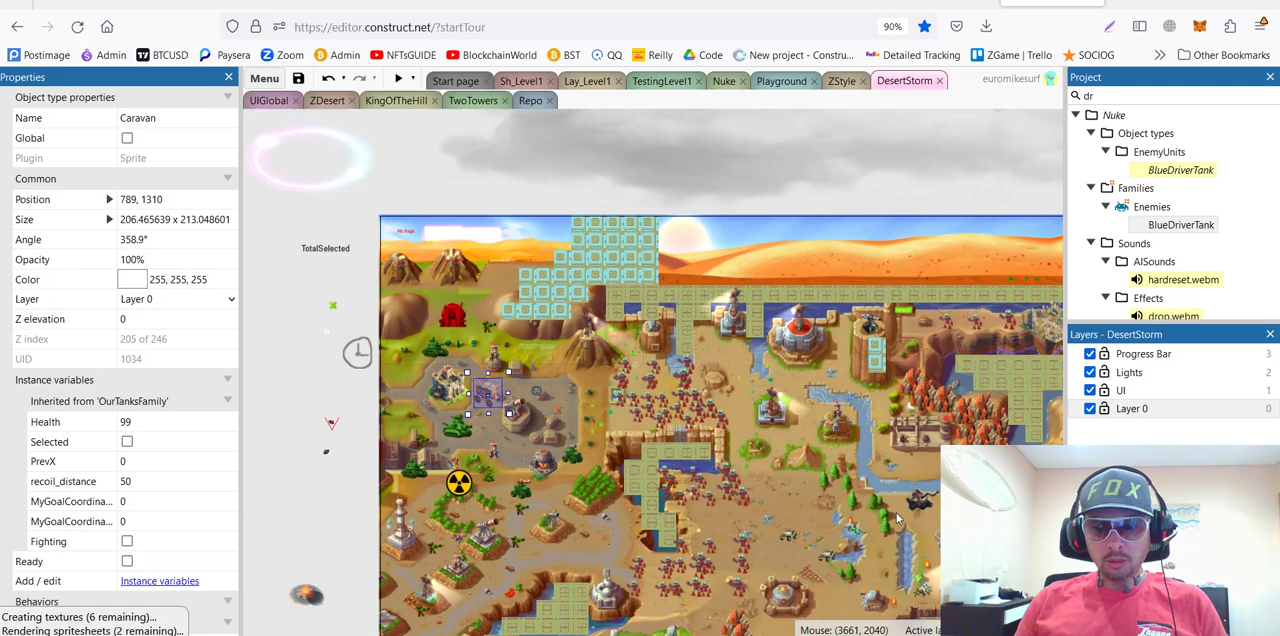 https://editor.construct.net/?startTour
90%
Postimage
Admin
BTCUSD
Paysera
Zoom
Admin
NFTsGUIDE
BlockchainWorld
BST
QQ
Reilly
Code
New project - Constru...
Detailed Tracking
ZGame | Trello
SOCIOG
Other Bookmarks
Properties
Menu
Start page
Sh_Level1
Lay_Level1
TestingLevel1
Nuke
Playground
ZStyle
DesertStorm
euromikesurf
Project
UIGlobal
ZDesert
KingOfTheHill
TwoTowers
Repo
Object type properties
Name Caravan
Global
Plugin Sprite
Common
Position 789, 1310
Size 206.465639 x 213.048601
Angle 358.9°
Opacity 100%
Color 255, 255, 255
Layer Layer 0
Z elevation 0
Z index 205 of 246
UID 1034
Instance variables
Inherited from 'OurTanksFamily'
Health 99
Selected
PrevX 0
recoil_distance 50
MyGoalCoordina... 0
MyGoalCoordina... 0
Fighting
Ready
Add / edit Instance variables
Behaviors
Creating textures (6 remaining)...
Rendering spritesheets (2 remaining)...
TotalSelected
Mouse: (3661, 2040) Active la
dr
Nuke
Object types
EnemyUnits
BlueDriverTank
Families
Enemies
BlueDriverTank
Sounds
AISounds
hardreset.webm
Effects
drop.webm
Layers - DesertStorm
Progress Bar 3
Lights 2
UI 1
Layer 0 0
FOX